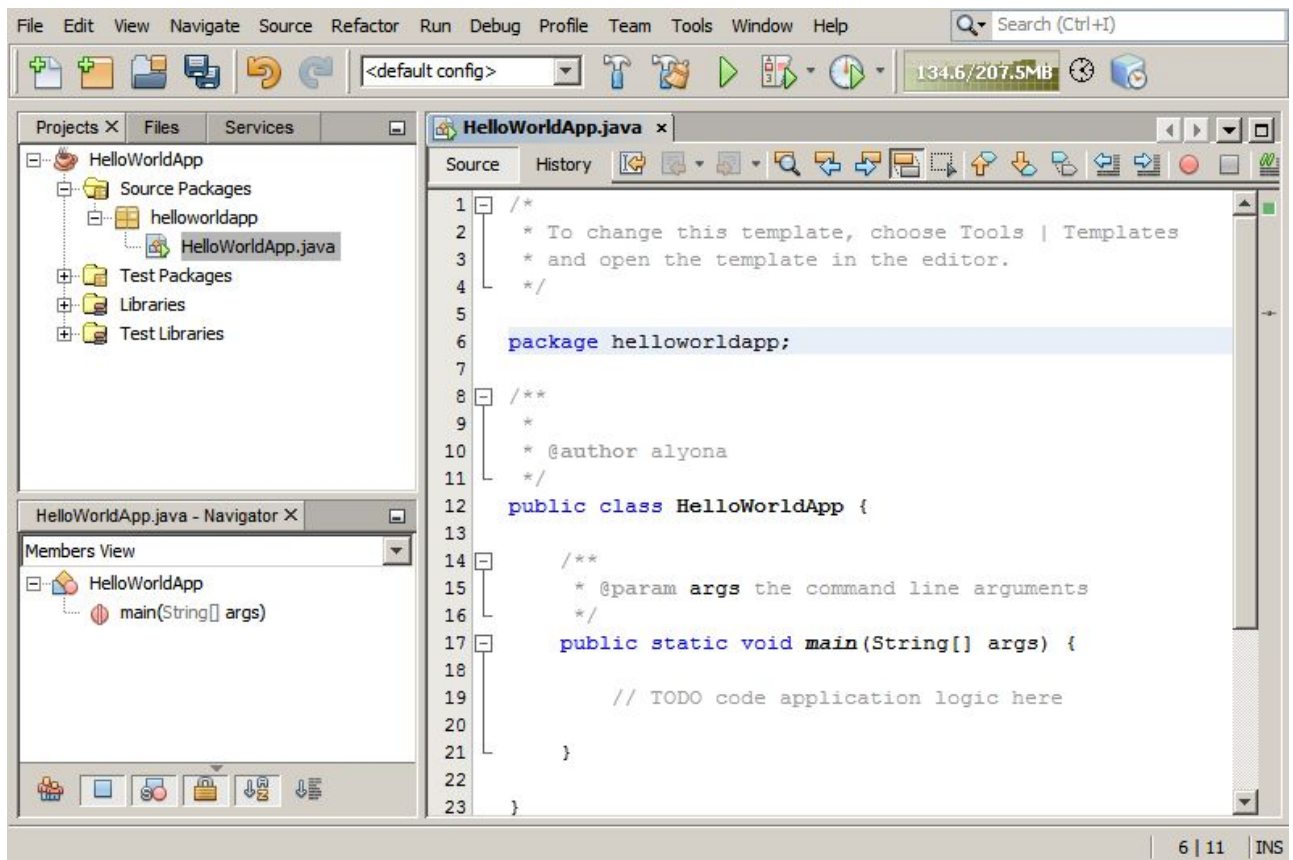 File Edit View Navigate Source Refactor Run Debug Profile Team Tools Window Help Search (Ctrl+I)
<default config> 134.6/207.5MB
Projects Files Services
HelloWorldApp
Source Packages
helloworldapp
HelloWorldApp.java
Test Packages
Libraries
Test Libraries
HelloWorldApp.java - Navigator
Members View
HelloWorldApp
main(String[] args)
HelloWorldApp.java
Source History
1 /*
2 * To change this template, choose Tools | Templates
3 * and open the template in the editor.
4 */
5
6 package helloworldapp;
7
8 /**
9 *
10 * @author alyona
11 */
12 public class HelloWorldApp {
13
14 /**
15 * @param args the command line arguments
16 */
17 public static void main(String[] args) {
18
19 // TODO code application logic here
20
21 }
22
23 }
6 | 11 INS